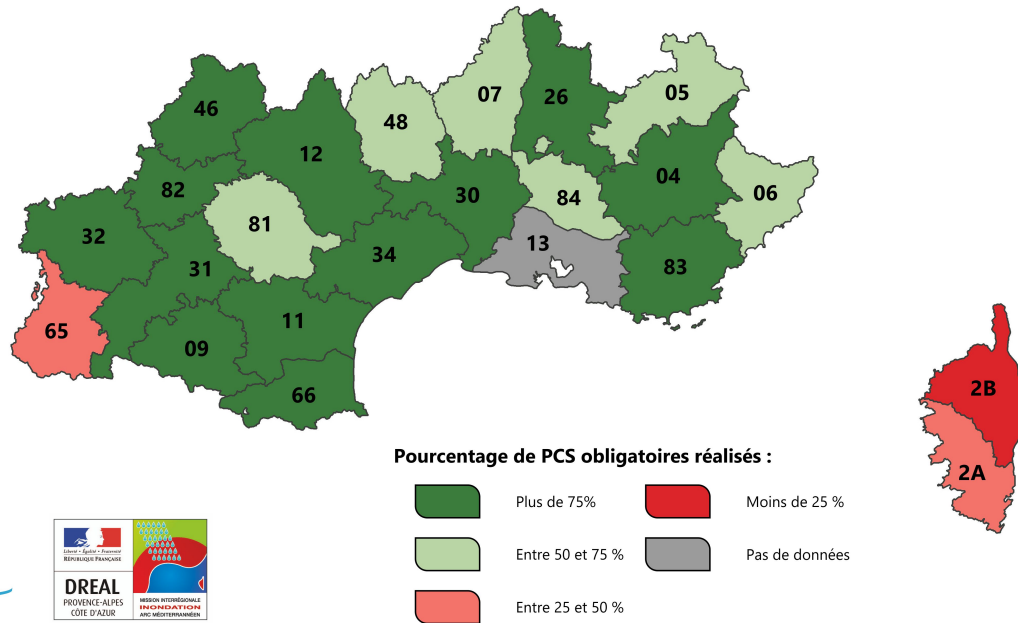 07
26
05
46
48
12
04
82
30
84
06
81
32
13
34
31
83
11
65
09
66
2B
2A
Pourcentage de PCS obligatoires réalisés :
Plus de 75%
Moins de 25 %
Entre 50 et 75 %
Pas de données
Entre 25 et 50 %
Liberté • Égalité • Fraternité
RÉPUBLIQUE FRANÇAISE
DREAL
PROVENCE-ALPES
CÔTE D'AZUR
MISSION INTERRÉGIONALE
INONDATION
ARC MÉDITERRANNÉEN